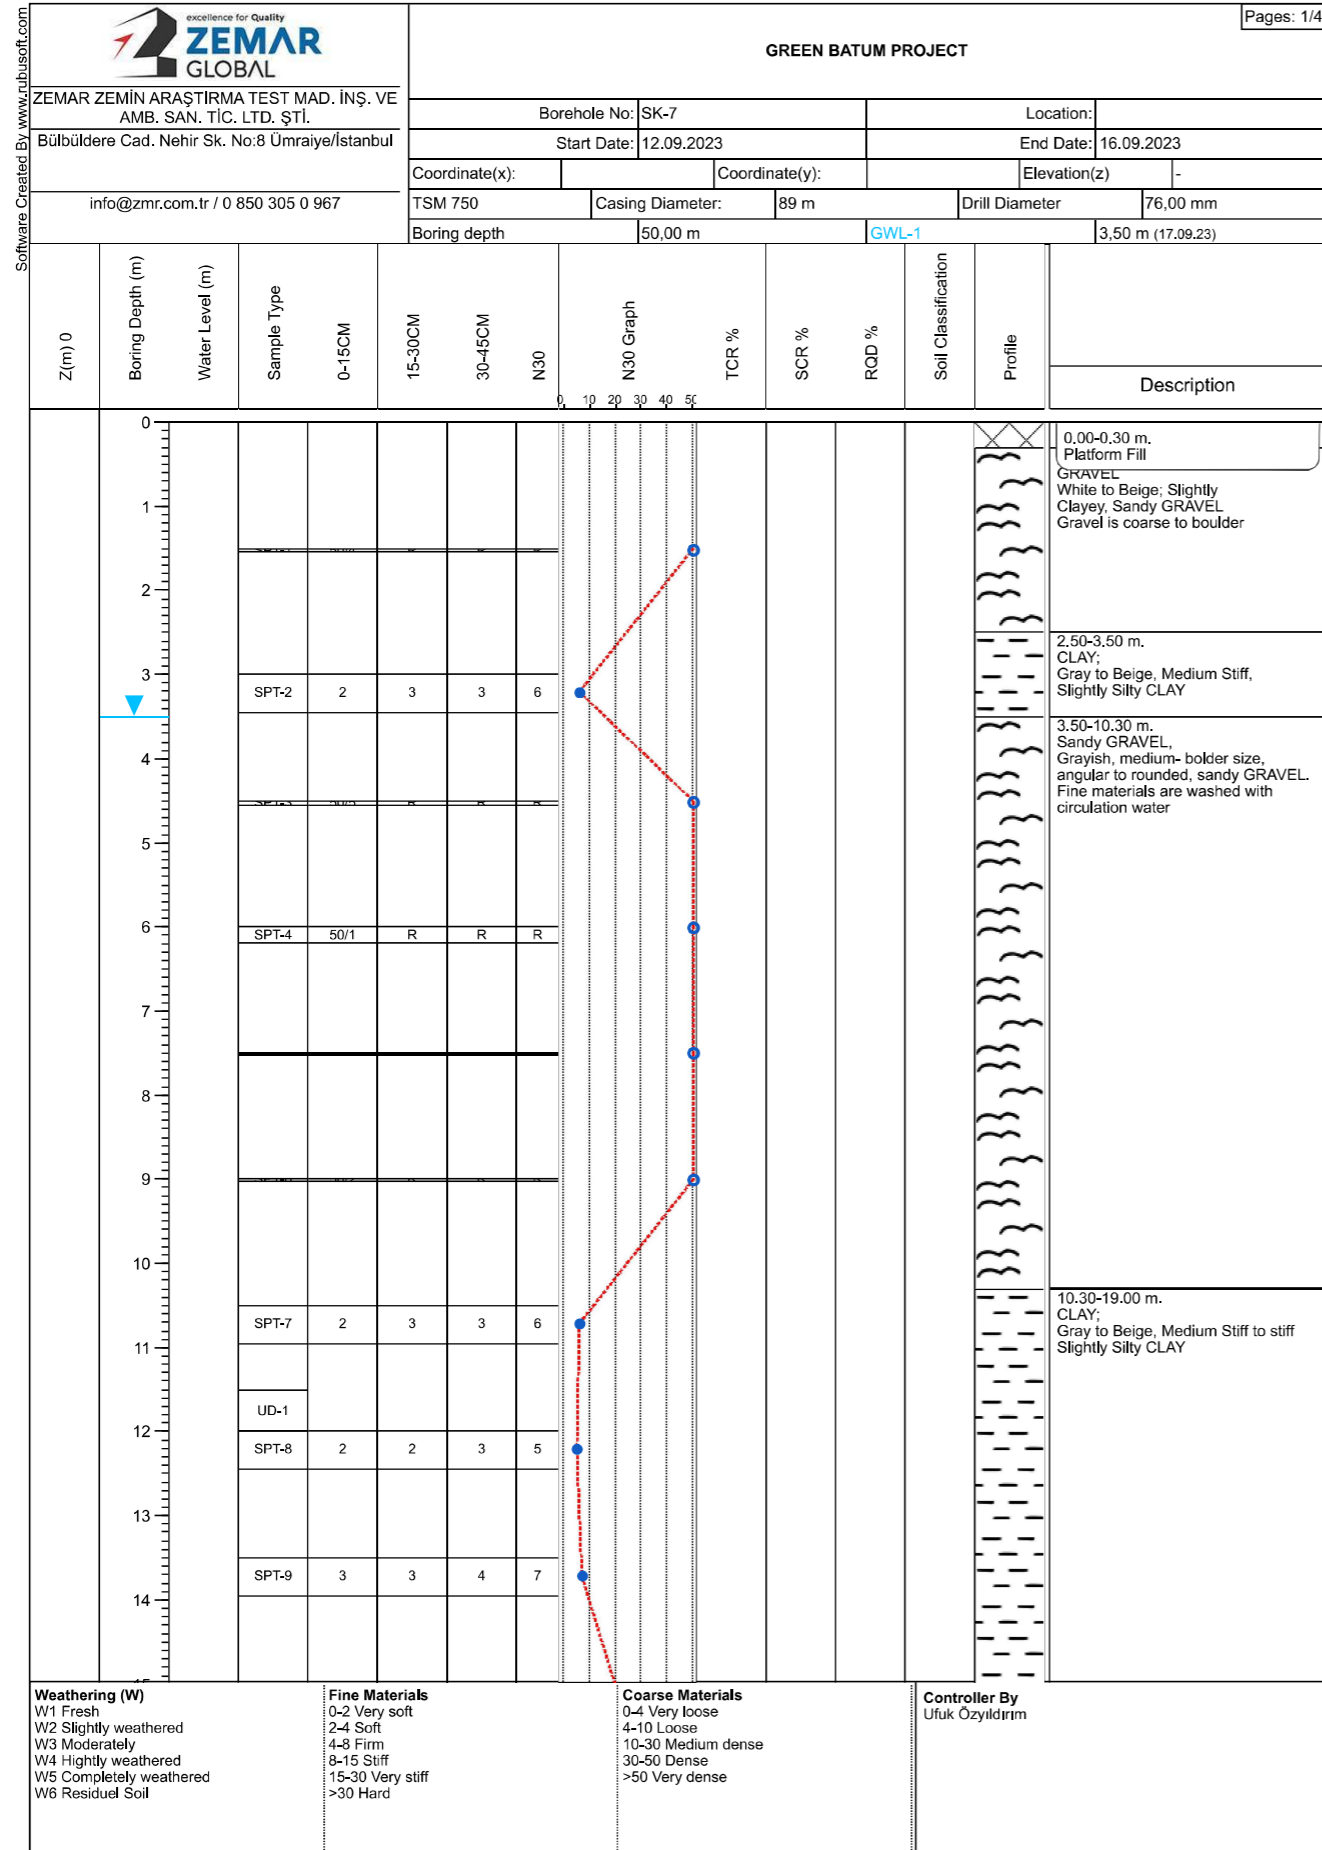 Software Created By www.rubusoft.com
excellence for Quality
ZEMAR
GLOBAL
ZEMAR ZEMİN ARAŞTIRMA TEST MAD. İNŞ. VE
AMB. SAN. TİC. LTD. ŞTİ.
Bülbüldere Cad. Nehir Sk. No:8 Ümraiye/İstanbul
info@zmr.com.tr / 0 850 305 0 967
Pages: 1/4
GREEN BATUM PROJECT
Borehole No: SK-7 Location:
Start Date: 12.09.2023 End Date: 16.09.2023
Coordinate(x): Coordinate(y): Elevation(z) -
TSM 750 Casing Diameter: 89 m Drill Diameter 76,00 mm
Boring depth 50,00 m GWL-1 3,50 m (17.09.23)
Z(m) 0
Boring Depth (m)
Water Level (m)
Sample Type
0-15CM
15-30CM
30-45CM
N30
N30 Graph
0 10 20 30 40 50
TCR %
SCR %
RQD %
Soil Classification
Profile
Description
0
0.00-0.30 m.
Platform Fill
GRAVEL
White to Beige; Slightly
Clayey, Sandy GRAVEL
Gravel is coarse to boulder
1
2
2.50-3.50 m.
CLAY;
Gray to Beige, Medium Stiff,
Slightly Silty CLAY
3
SPT-2 2 3 3 6
3.50-10.30 m.
Sandy GRAVEL,
Grayish, medium- bolder size,
angular to rounded, sandy GRAVEL.
Fine materials are washed with
circulation water
4
SPT-3 50/5 R R R
5
6
SPT-4 50/1 R R R
7
8
9
10
10.30-19.00 m.
CLAY;
Gray to Beige, Medium Stiff to stiff
Slightly Silty CLAY
SPT-7 2 3 3 6
11
UD-1
12
SPT-8 2 2 3 5
13
SPT-9 3 3 4 7
14
Weathering (W)
W1 Fresh
W2 Slightly weathered
W3 Moderately
W4 Hightly weathered
W5 Completely weathered
W6 Residuel Soil
Fine Materials
0-2 Very soft
2-4 Soft
4-8 Firm
8-15 Stiff
15-30 Very stiff
>30 Hard
Coarse Materials
0-4 Very loose
4-10 Loose
10-30 Medium dense
30-50 Dense
>50 Very dense
Controller By
Ufuk Özyıldırım